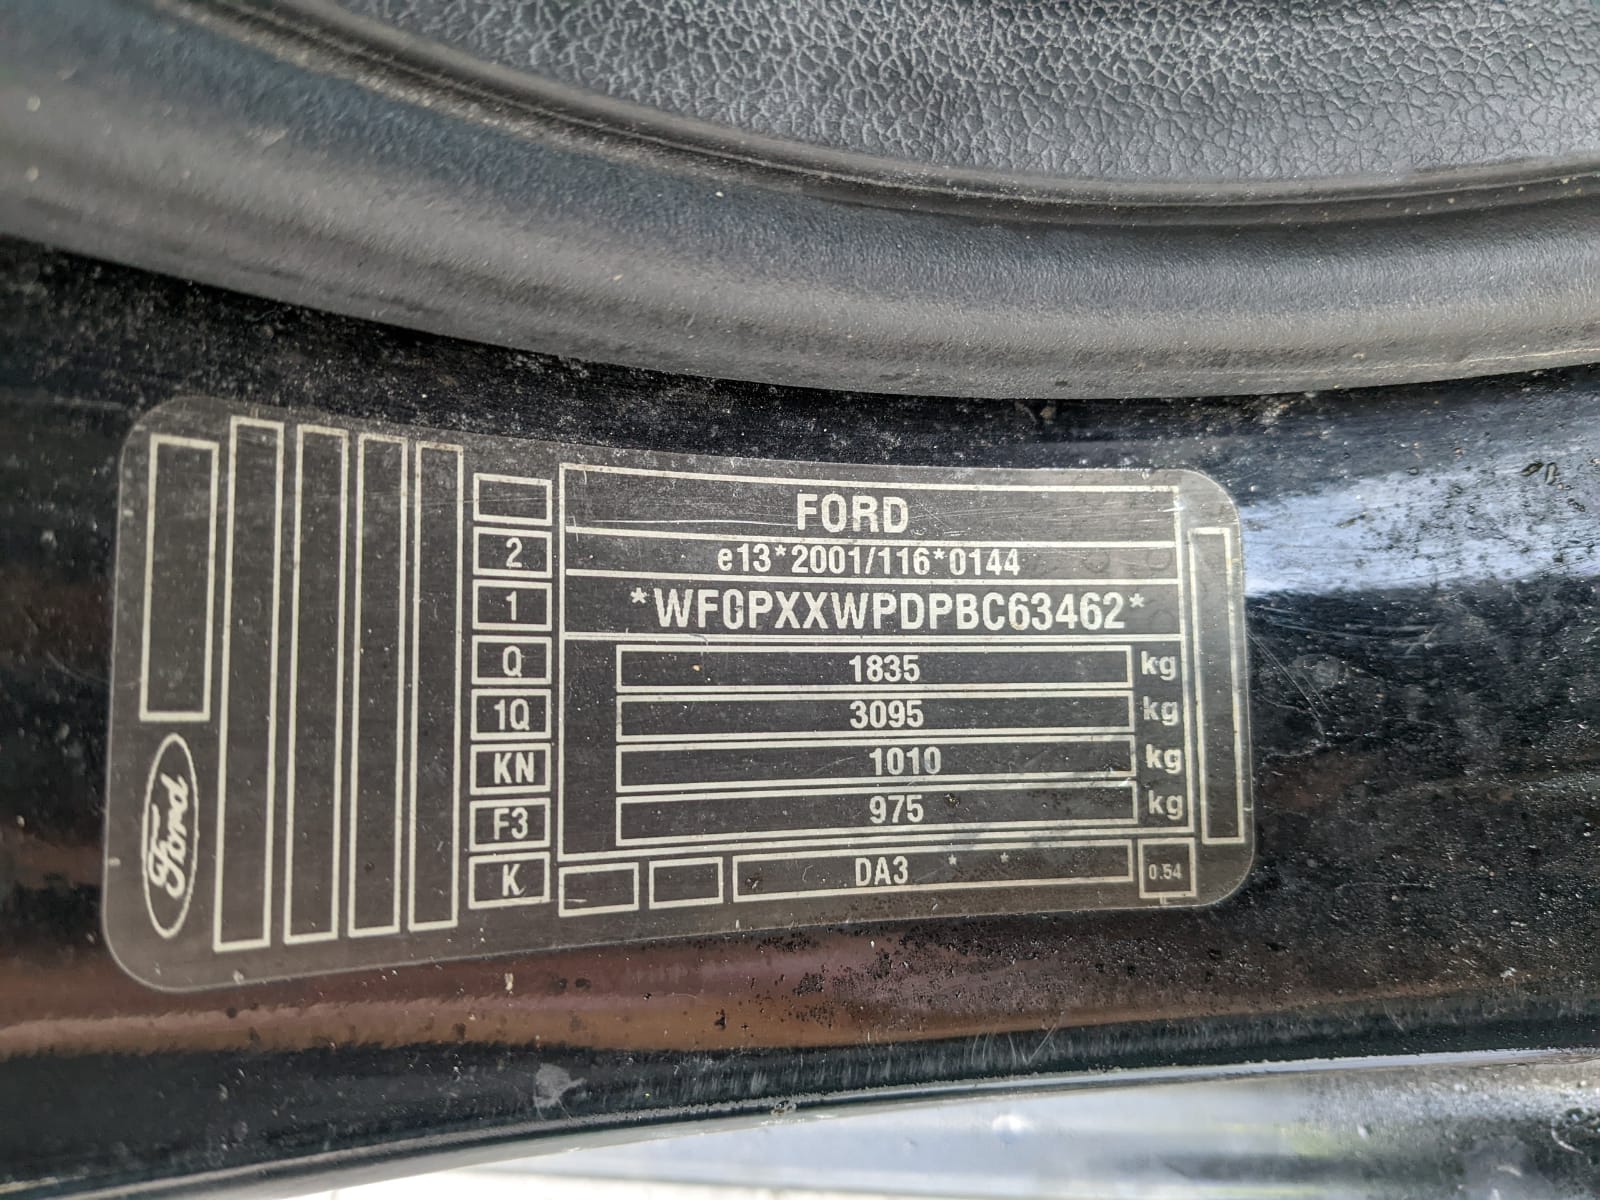 FORD
2 e13*2001/116*0144
1 *WF0PXXWPDPBC63462*
Q 1835 kg
1Q 3095 kg
KN 1010 kg
F3 975 kg
K DA3 * * 0.54
Ford